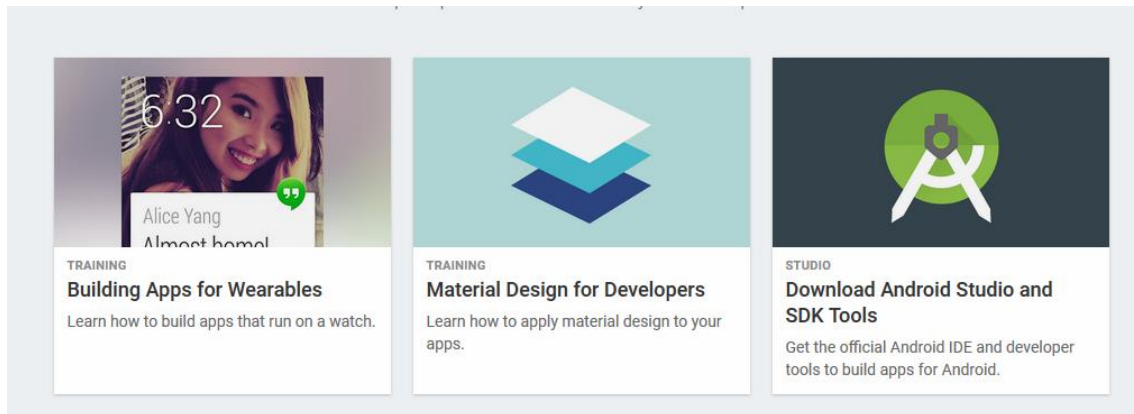 6:32
Alice Yang
Almost home!
TRAINING
Building Apps for Wearables
Learn how to build apps that run on a watch.
TRAINING
Material Design for Developers
Learn how to apply material design to your
apps.
STUDIO
Download Android Studio and
SDK Tools
Get the official Android IDE and developer
tools to build apps for Android.